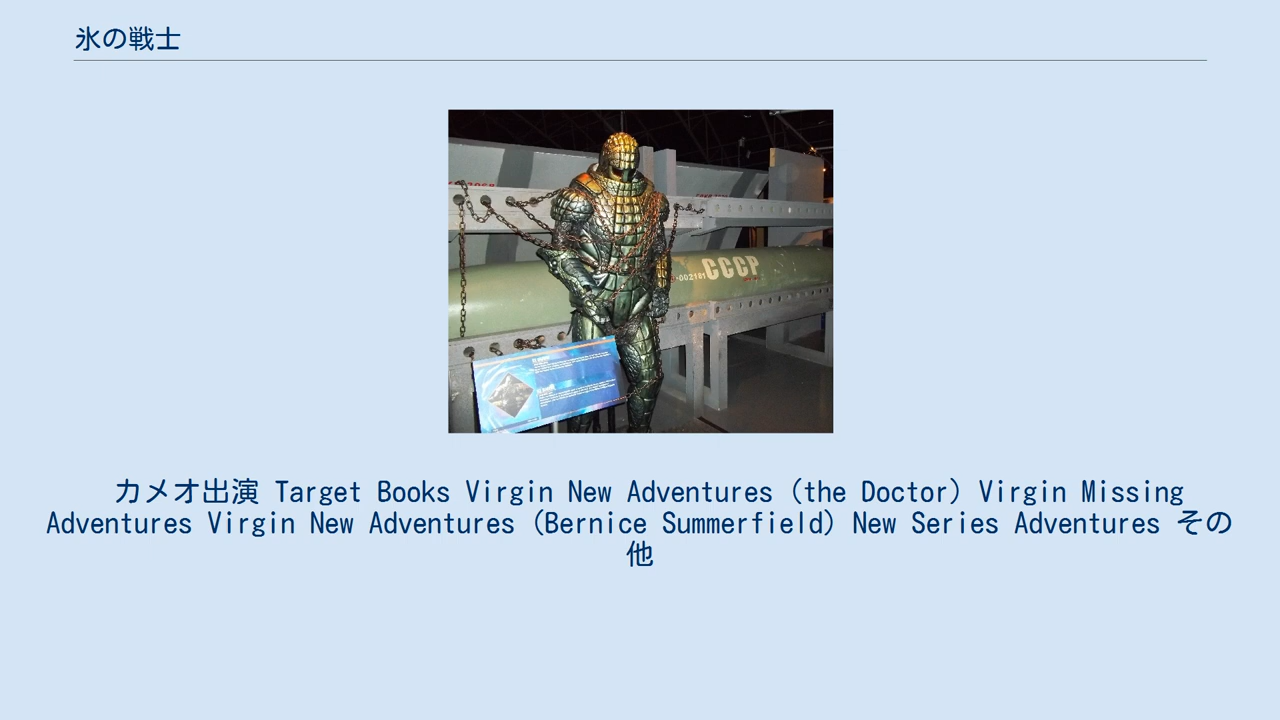 氷の戦士
CCCP
カメオ出演 Target Books Virgin New Adventures (the Doctor) Virgin Missing
Adventures Virgin New Adventures (Bernice Summerfield) New Series Adventures その
他